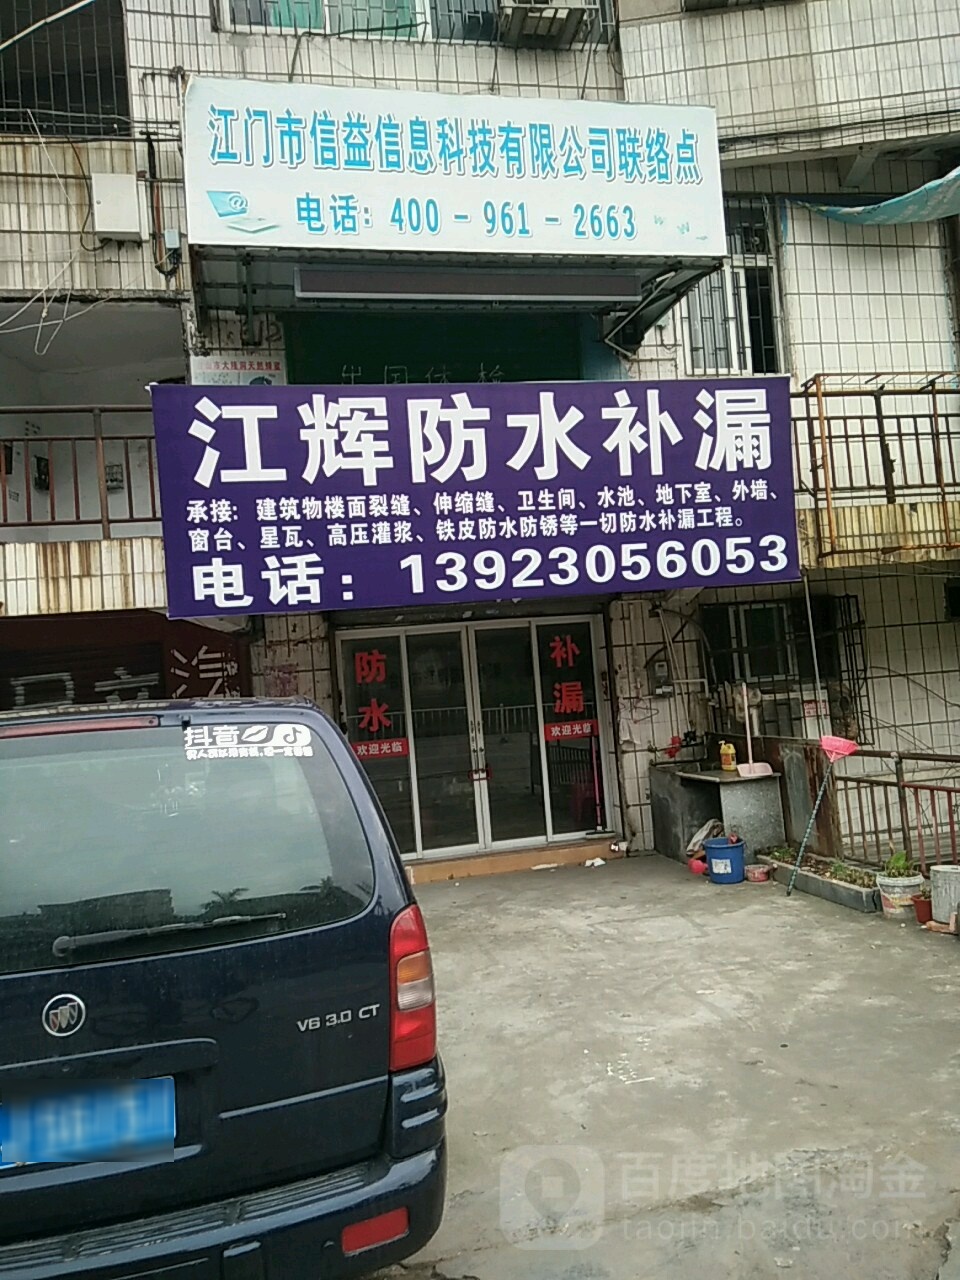 江门市信益信息科技有限公司联络点
电话：400－961－2663
出国体检
江辉防水补漏
承接：建筑物楼面裂缝、伸缩缝、卫生间、水池、地下室、外墙、
窗台、星瓦、高压灌浆、铁皮防水防锈等一切防水补漏工程。
电话：13923056053
防水
欢迎光临
补漏
欢迎光临
抖音
V6 3.0 CT
百度地图淘金
taojin.baidu.com